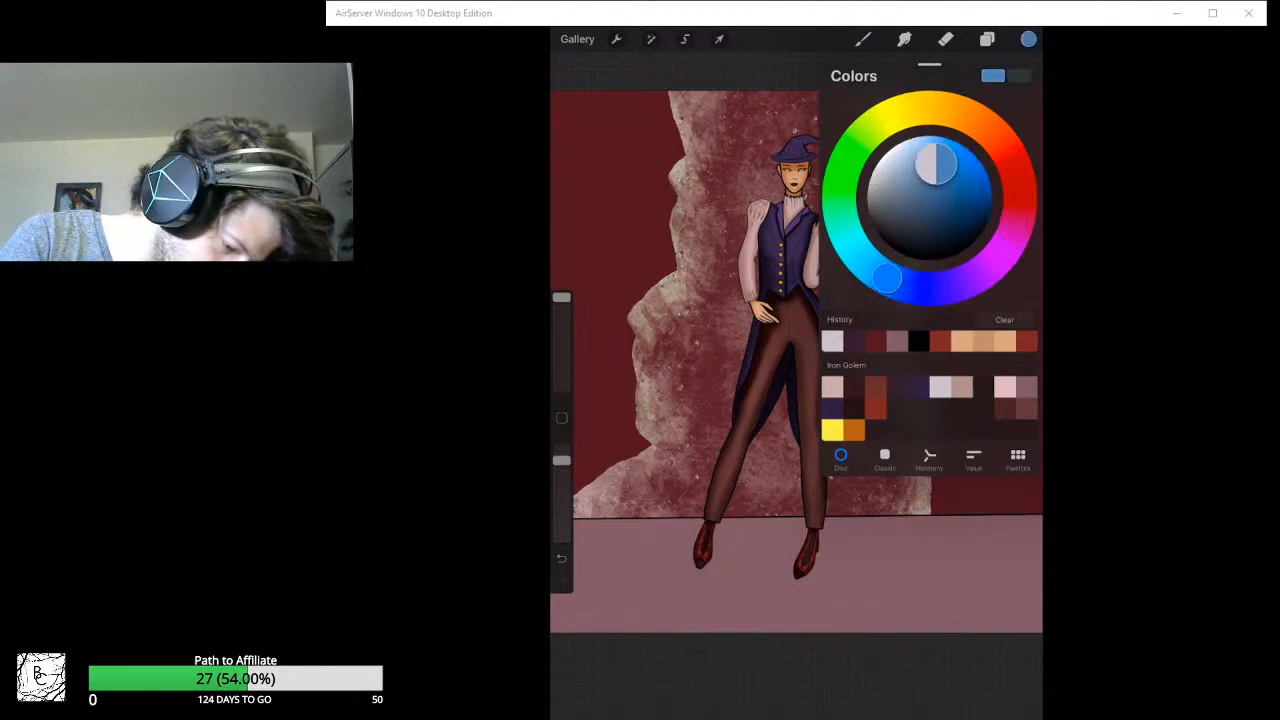 AirServer Windows 10 Desktop Edition
Gallery
Colors
History
Clear
Iron Golem
Disc
Classic
Harmony
Value
Palettes
Path to Affiliate
27 (54.00%)
0
124 DAYS TO GO
50